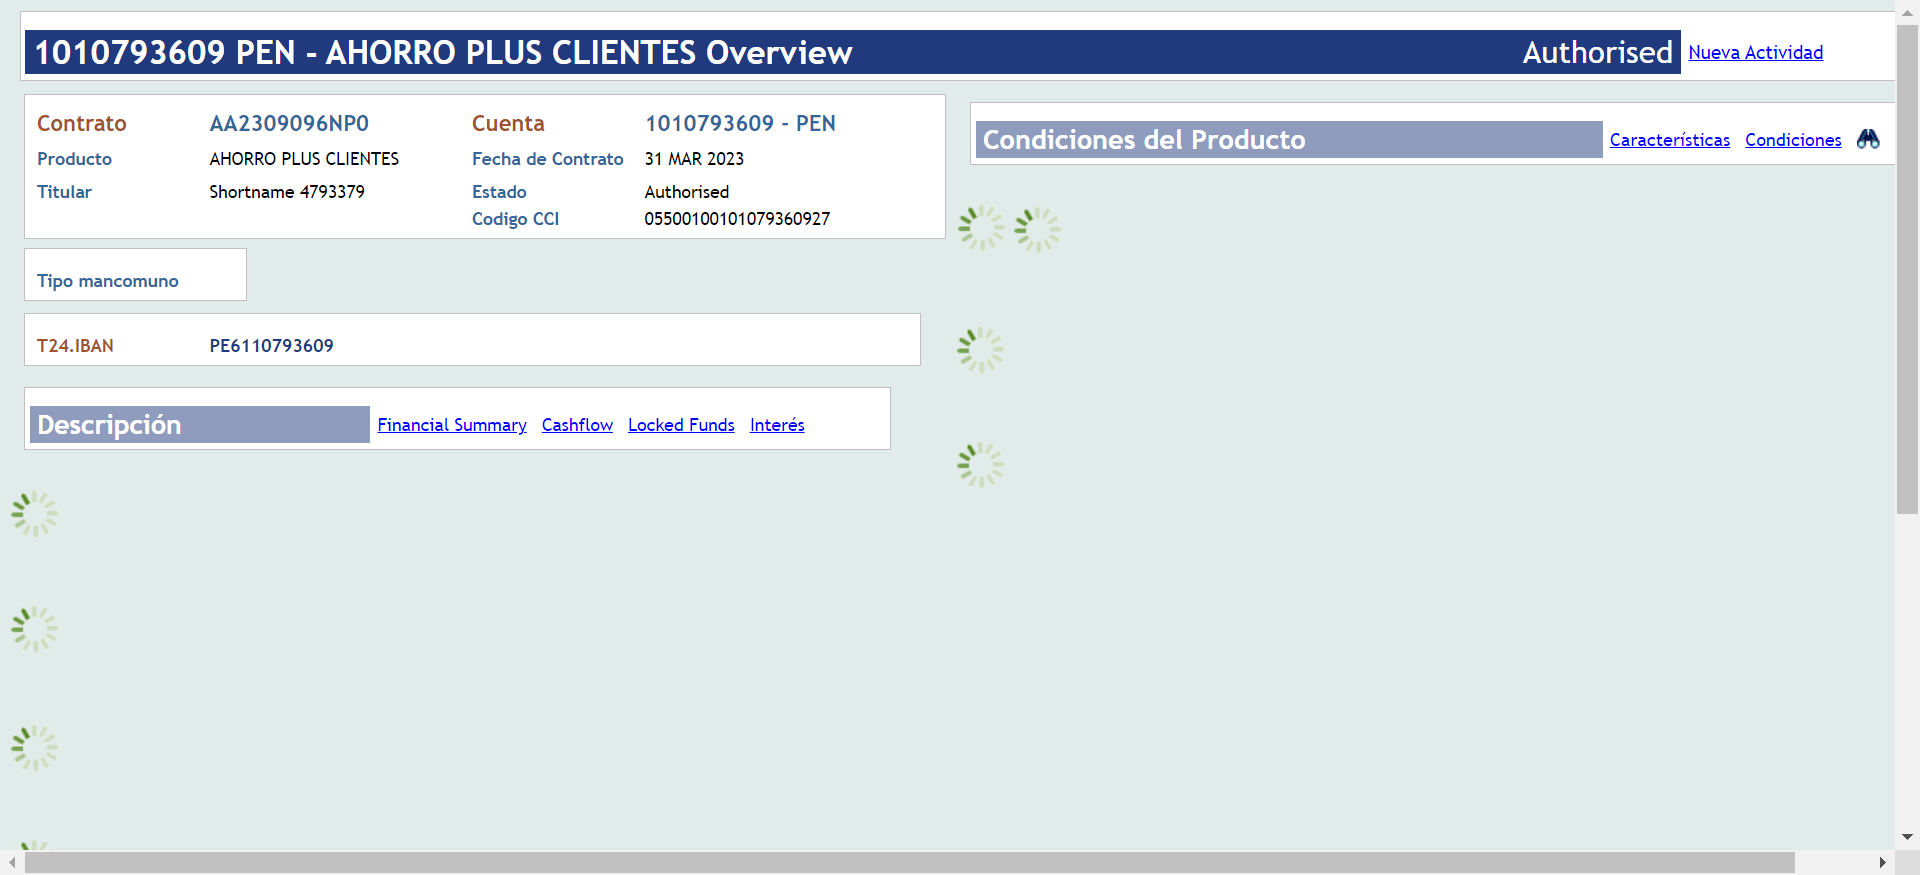 1010793609 PEN - AHORRO PLUS CLIENTES Overview Authorised Nueva Actividad
Contrato AA2309096NP0 Cuenta 1010793609 - PEN
Producto AHORRO PLUS CLIENTES Fecha de Contrato 31 MAR 2023
Titular Shortname 4793379 Estado Authorised
Codigo CCI 05500100101079360927
Tipo mancomuno
T24.IBAN PE6110793609
Descripción Financial Summary Cashflow Locked Funds Interés
Condiciones del Producto Características Condiciones